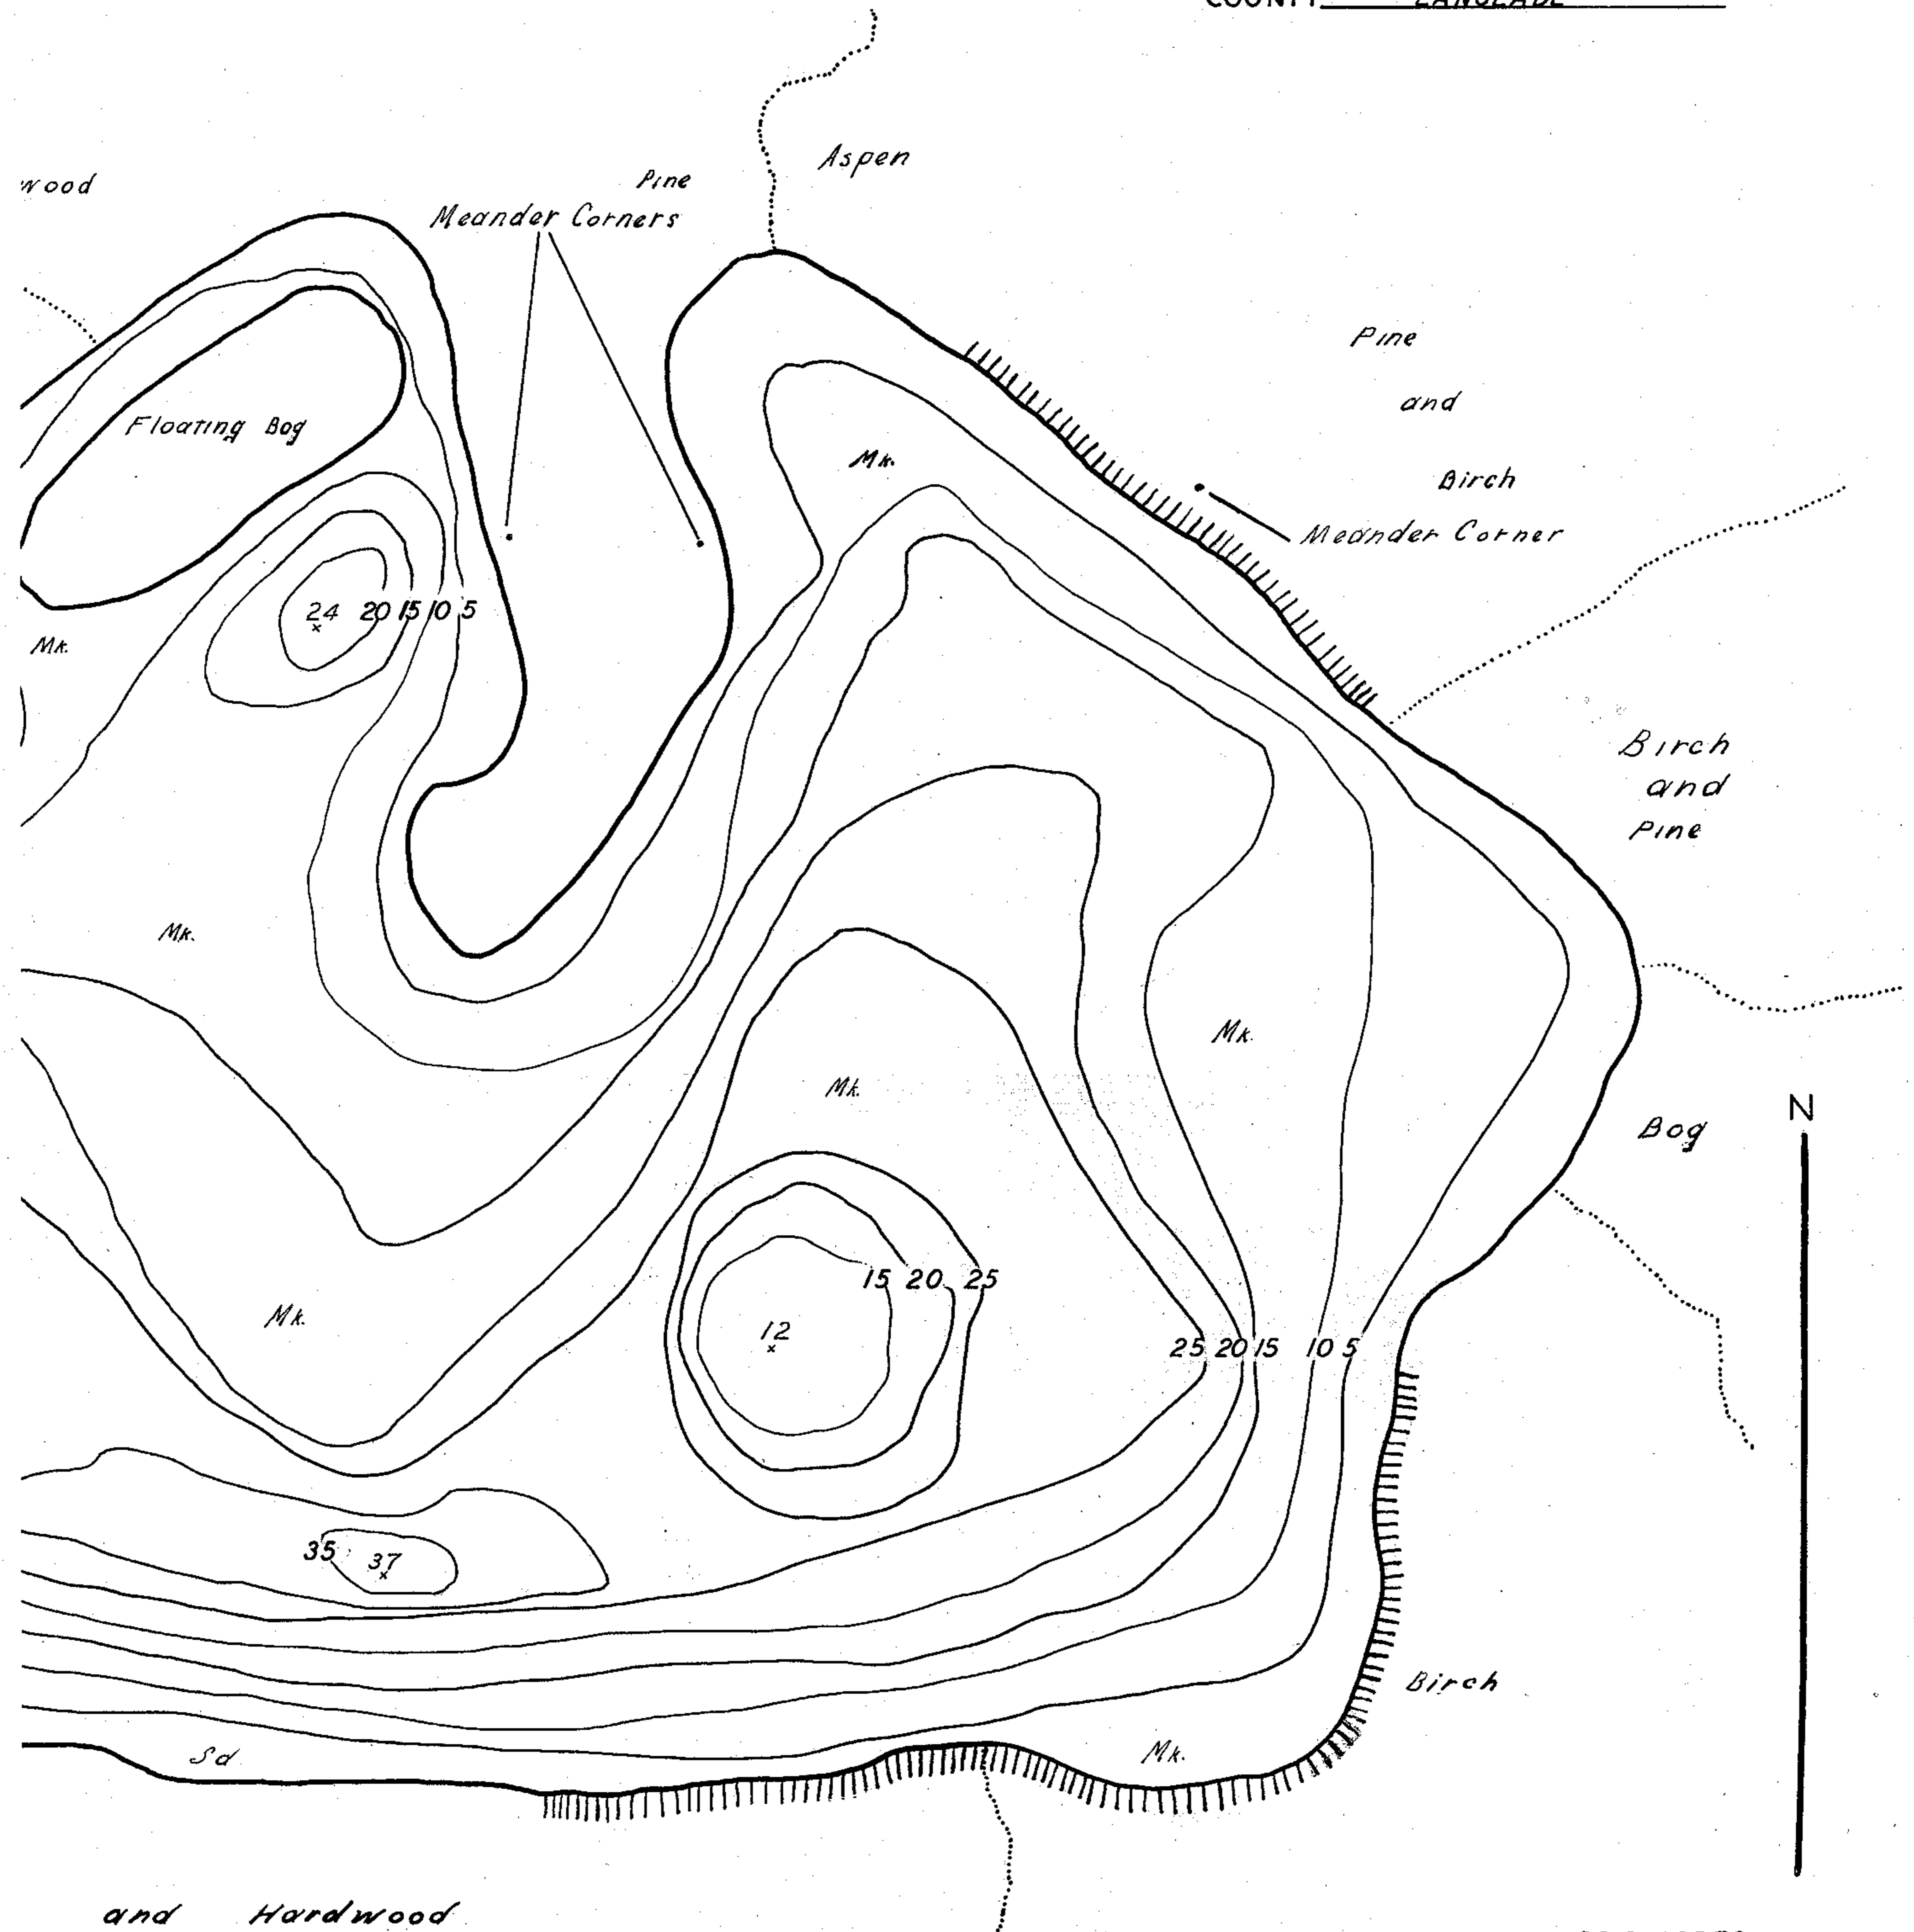 COUNTY LANGLADE
Aspen
wood
Pine
Meander Corners
Pine
and
Birch
Meander Corner
Floating Bog
Mk.
24 20 15 10 5
Mk.
Birch
and
Pine
Mk.
Mk.
Mk.
N
Bog
15 20 25
Mk.
12
25 20 15 10 5
35 37
Birch
Sd
Mk.
and Hardwood